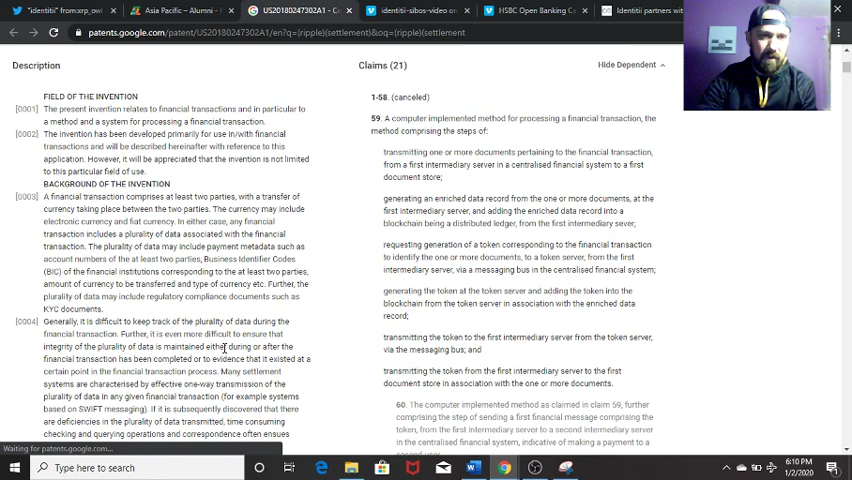 "identitii" from:xrp_owl
Asia Pacific – Alumni - F
US20180247302A1 - Co
identitii-sibos-video on
HSBC Open Banking Co
Identitii partners wit
patents.google.com/patent/US20180247302A1/en?q=(ripple)(settlement)&oq=(ripple)(settlement
Description
Claims (21)
Hide Dependent
FIELD OF THE INVENTION
[0001] The present invention relates to financial transactions and in particular to
a method and a system for processing a financial transaction.
[0002] The invention has been developed primarily for use in/with financial
transactions and will be described hereinafter with reference to this
application. However, it will be appreciated that the invention is not limited
to this particular field of use.
BACKGROUND OF THE INVENTION
[0003] A financial transaction comprises at least two parties, with a transfer of
currency taking place between the two parties. The currency may include
electronic currency and fiat currency. In either case, any financial
transaction includes a plurality of data associated with the financial
transaction. The plurality of data may include payment metadata such as
account numbers of the at least two parties, Business Identifier Codes
(BIC) of the financial institutions corresponding to the at least two parties,
amount of currency to be transferred and type of currency etc. Further, the
plurality of data may include regulatory compliance documents such as
KYC documents.
[0004] Generally, it is difficult to keep track of the plurality of data during the
financial transaction. Further, it is even more difficult to ensure that
integrity of the plurality of data is maintained either during or after the
financial transaction has been completed or to evidence that it existed at a
certain point in the financial transaction process. Many settlement
systems are characterised by effective one-way transmission of the
plurality of data in any given financial transaction (for example systems
based on SWIFT messaging). If it is subsequently discovered that there
are deficiencies in the plurality of data transmitted, time consuming
checking and querying operations and correspondence often ensues
1-58. (canceled)
59. A computer implemented method for processing a financial transaction, the
method comprising the steps of:
transmitting one or more documents pertaining to the financial transaction,
from a first intermediary server in a centralised financial system to a first
document store;
generating an enriched data record from the one or more documents, at the
first intermediary server, and adding the enriched data record into a
blockchain being a distributed ledger, from the first intermediary sever;
requesting generation of a token corresponding to the financial transaction
to identify the one or more documents, to a token server, from the first
intermediary server, via a messaging bus in the centralised financial system;
generating the token at the token server and adding the token into the
blockchain from the token server in association with the enriched data
record;
transmitting the token to the first intermediary server from the token server,
via the messaging bus; and
transmitting the token from the first intermediary server to the first
document store in association with the one or more documents.
60. The computer implemented method as claimed in claim 59, further
comprising the step of sending a first financial message comprising the
token, from the first intermediary server to a second intermediary server
in the centralised financial system, indicative of making a payment to a
second user.
Waiting for patents.google.com...
Type here to search
6:10 PM
1/2/2020